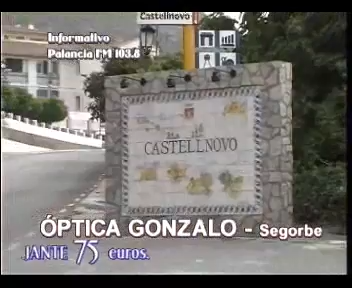 Castellnovo
Informativo
Palancia FM 103.8
CASTELLNOVO
ÓPTICA GONZALO - Segorbe
JANTE 75 euros.